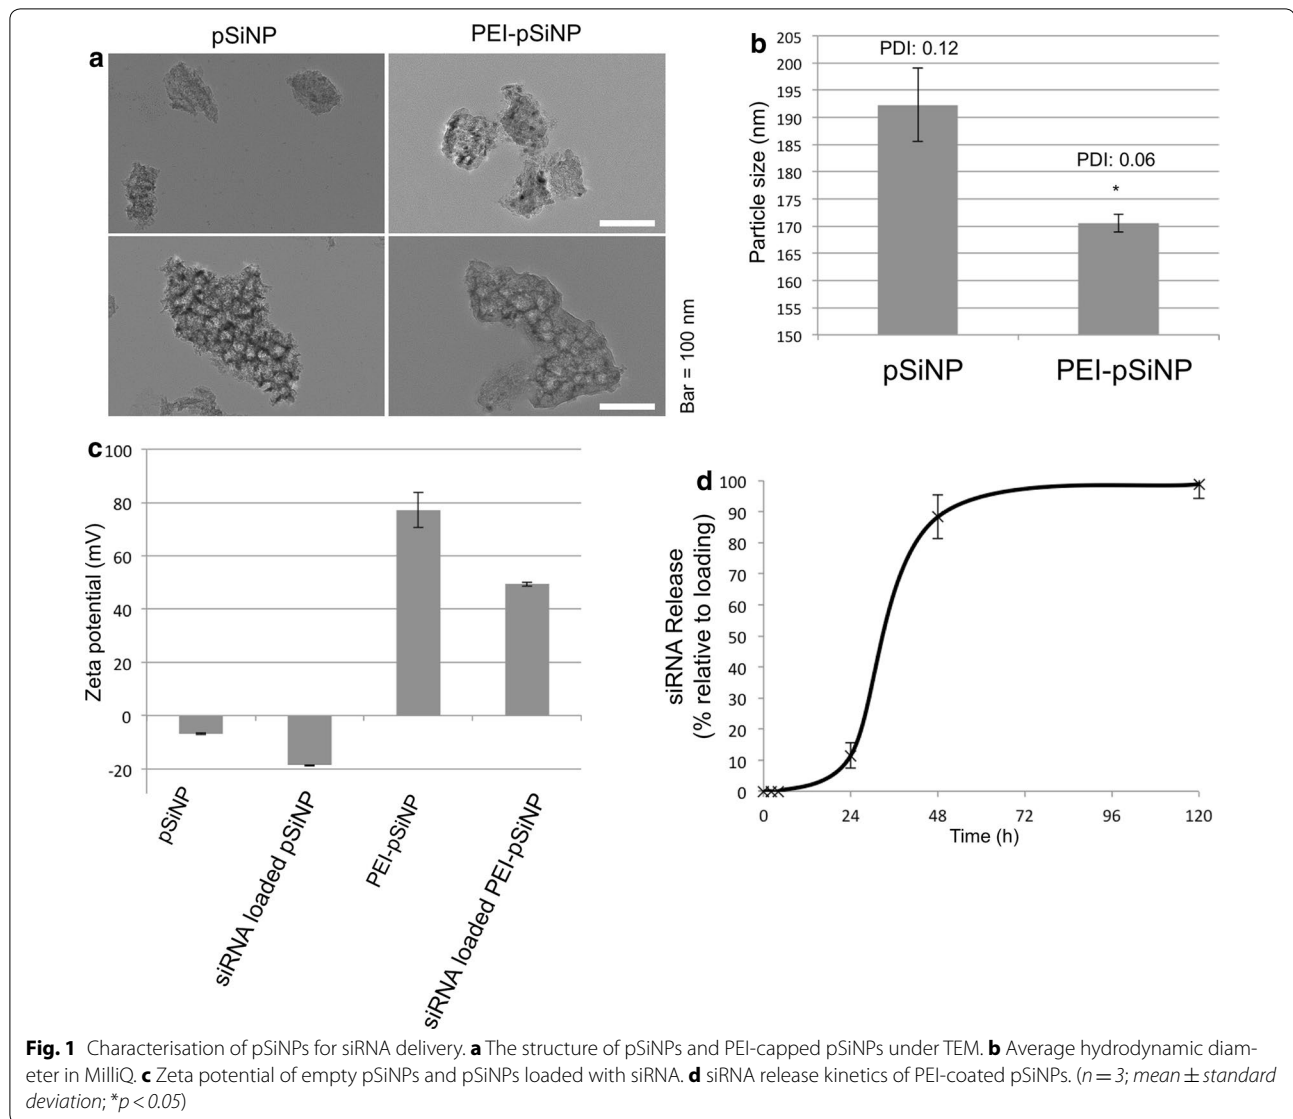 pSiNP
PEI-pSiNP
a
Bar = 100 nm
b
205
200
195
190
185
180
175
170
165
160
155
150
Particle size (nm)
PDI: 0.12
PDI: 0.06
*
pSiNP
PEI-pSiNP
c
100
80
60
40
20
0
-20
Zeta potential (mV)
pSiNP
siRNA loaded pSiNP
PEI-pSiNP
siRNA loaded PEI-pSiNP
d
100
90
80
70
60
50
40
30
20
10
0
siRNA Release
(% relative to loading)
0 24 48 72 96 120
Time (h)
Fig. 1 Characterisation of pSiNPs for siRNA delivery. a The structure of pSiNPs and PEI-capped pSiNPs under TEM. b Average hydrodynamic diam-
eter in MilliQ. c Zeta potential of empty pSiNPs and pSiNPs loaded with siRNA. d siRNA release kinetics of PEI-coated pSiNPs. (n = 3; mean ± standard
deviation; *p < 0.05)